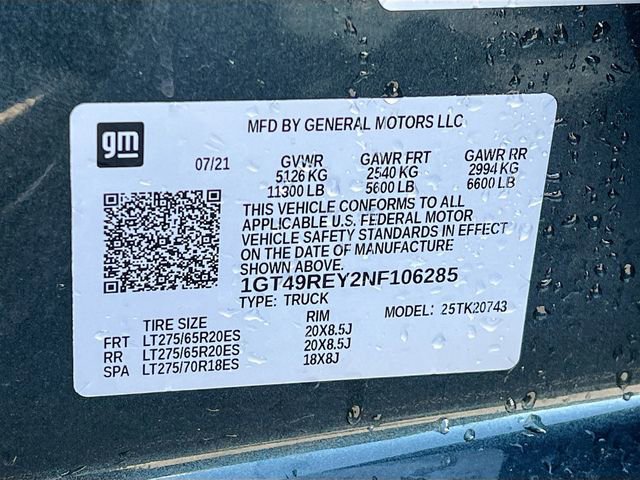 gm
MFD BY GENERAL MOTORS LLC
07/21 GVWR GAWR FRT GAWR RR
5126 KG 2540 KG 2994 KG
11300 LB 5600 LB 6600 LB
THIS VEHICLE CONFORMS TO ALL
APPLICABLE U.S. FEDERAL MOTOR
VEHICLE SAFETY STANDARDS IN EFFECT
ON THE DATE OF MANUFACTURE
SHOWN ABOVE.
1GT49REY2NF106285
TYPE: TRUCK MODEL: 25TK20743
TIRE SIZE RIM
FRT LT275/65R20ES 20X8.5J
RR LT275/65R20ES 20X8.5J
SPA LT275/70R18ES 18X8J